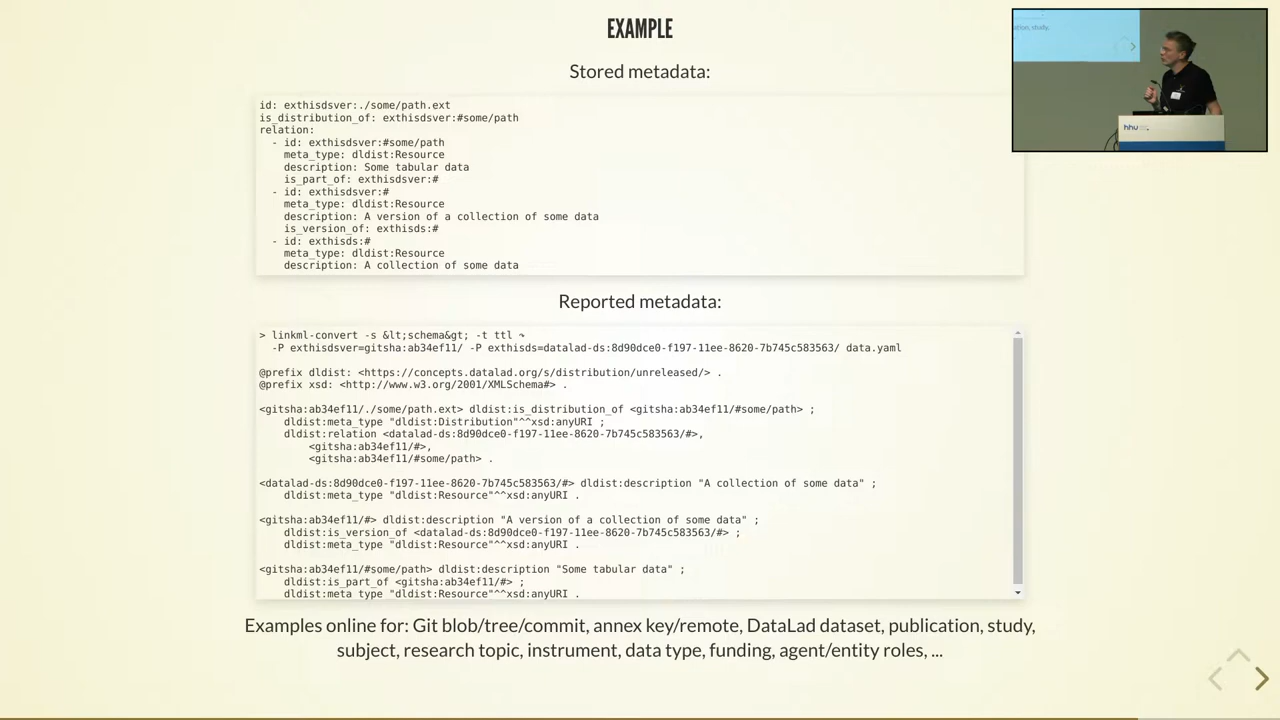 EXAMPLE
Stored metadata:
id: exthisdsver:./some/path.ext
is_distribution_of: exthisdsver:#some/path
relation:
  - id: exthisdsver:#some/path
    meta_type: dldist:Resource
    description: Some tabular data
    is_part_of: exthisdsver:#
  - id: exthisdsver:#
    meta_type: dldist:Resource
    description: A version of a collection of some data
    is_version_of: exthisds:#
  - id: exthisds:#
    meta_type: dldist:Resource
    description: A collection of some data
Reported metadata:
> linkml-convert -s &lt;schema&gt; -t ttl ↷
  -P exthisdsver=gitsha:ab34ef11/ -P exthisds=datalad-ds:8d90dce0-f197-11ee-8620-7b745c583563/ data.yaml
@prefix dldist: <https://concepts.datalad.org/s/distribution/unreleased/> .
@prefix xsd: <http://www.w3.org/2001/XMLSchema#> .
<gitsha:ab34ef11/./some/path.ext> dldist:is_distribution_of <gitsha:ab34ef11/#some/path> ;
    dldist:meta_type "dldist:Distribution"^^xsd:anyURI ;
    dldist:relation <datalad-ds:8d90dce0-f197-11ee-8620-7b745c583563/#>,
        <gitsha:ab34ef11/#>,
        <gitsha:ab34ef11/#some/path> .
<datalad-ds:8d90dce0-f197-11ee-8620-7b745c583563/#> dldist:description "A collection of some data" ;
    dldist:meta_type "dldist:Resource"^^xsd:anyURI .
<gitsha:ab34ef11/#> dldist:description "A version of a collection of some data" ;
    dldist:is_version_of <datalad-ds:8d90dce0-f197-11ee-8620-7b745c583563/#> ;
    dldist:meta_type "dldist:Resource"^^xsd:anyURI .
<gitsha:ab34ef11/#some/path> dldist:description "Some tabular data" ;
    dldist:is_part_of <gitsha:ab34ef11/#> ;
    dldist:meta_type "dldist:Resource"^^xsd:anyURI .
Examples online for: Git blob/tree/commit, annex key/remote, DataLad dataset, publication, study,
subject, research topic, instrument, data type, funding, agent/entity roles, ...
study,
hhu